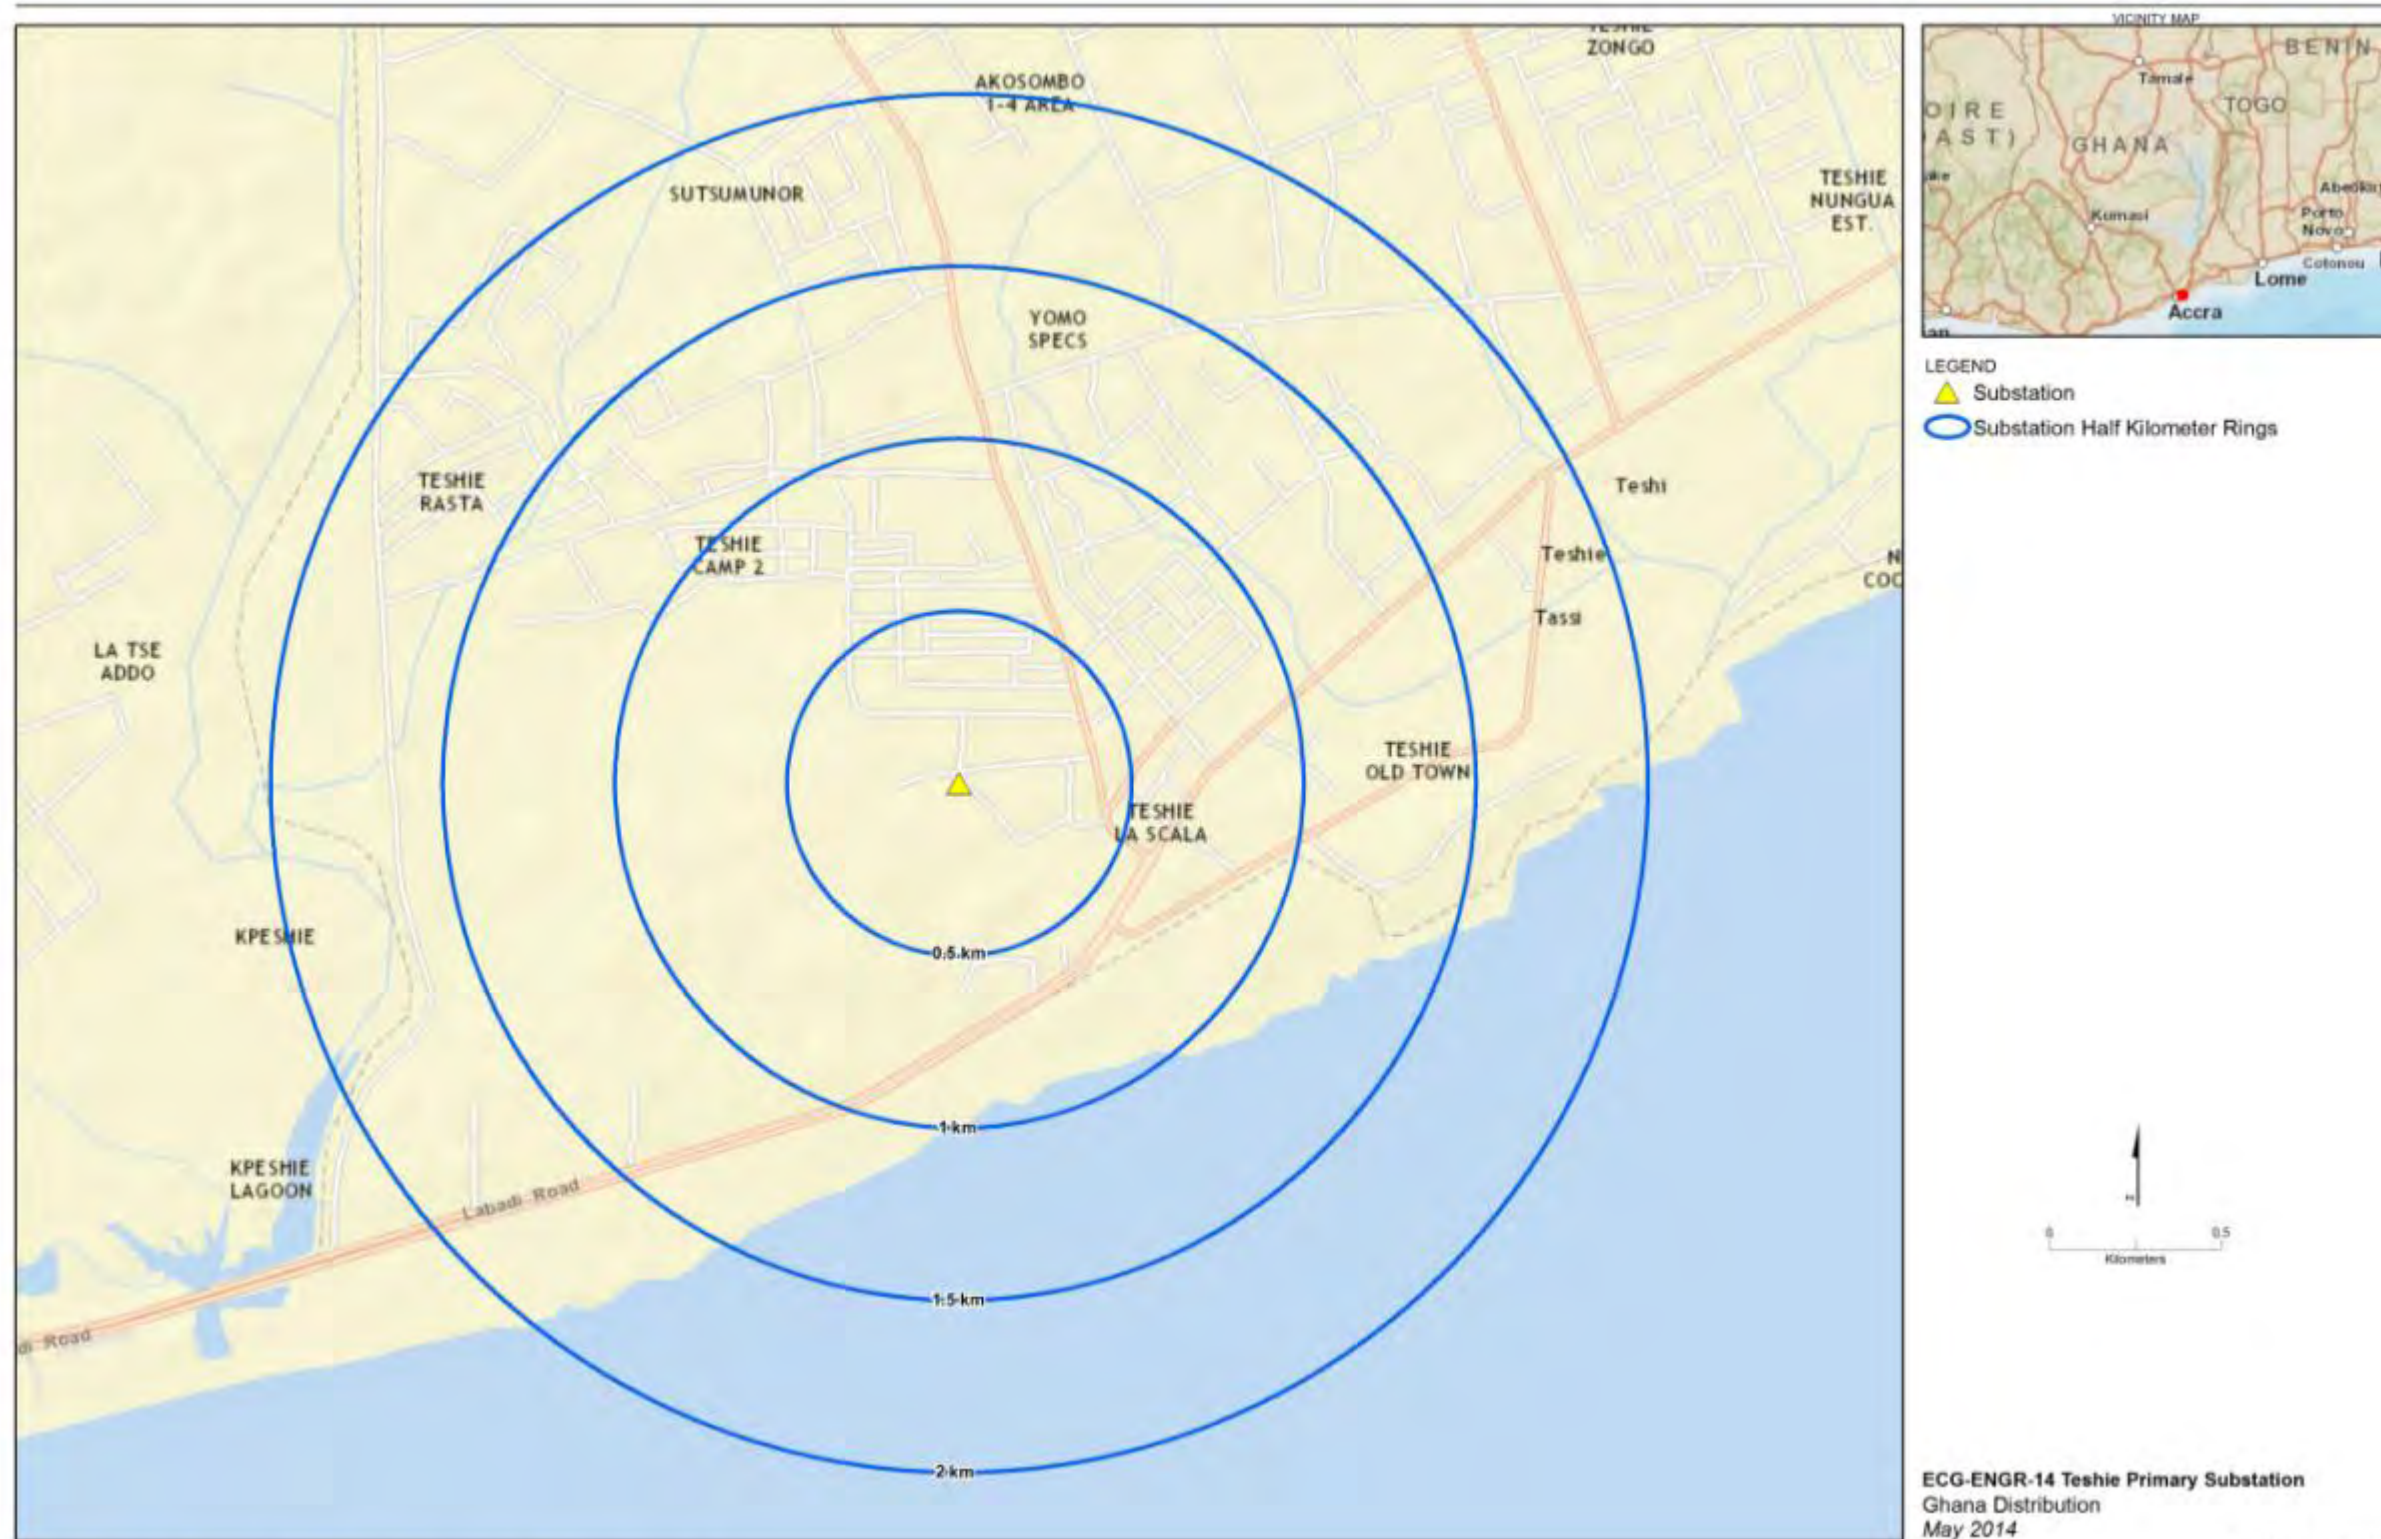 VICINITY MAP
BENIN
Tamale
TOGO
OIRE
AST)
GHANA
Kumasi
Porto
Novo
Cotonou
Lome
Accra
LEGEND
Substation
Substation Half Kilometer Rings
ZONGO
AKOSOMBO
1-4 AREA
SUTSUMUNOR
TESHIE
NUNGUA
EST.
YOMO
SPECS
TESHIE
RASTA
Teshi
TESHIE
CAMP 2
Teshie
N
COC
Tassi
LA TSE
ADDO
TESHIE
OLD TOWN
TESHIE
LA SCALA
KPESHIE
0.5 km
1 km
KPESHIE
LAGOON
Labadi Road
1.5 km
di Road
2 km
0 0.5
Kilometers
ECG-ENGR-14 Teshie Primary Substation
Ghana Distribution
May 2014